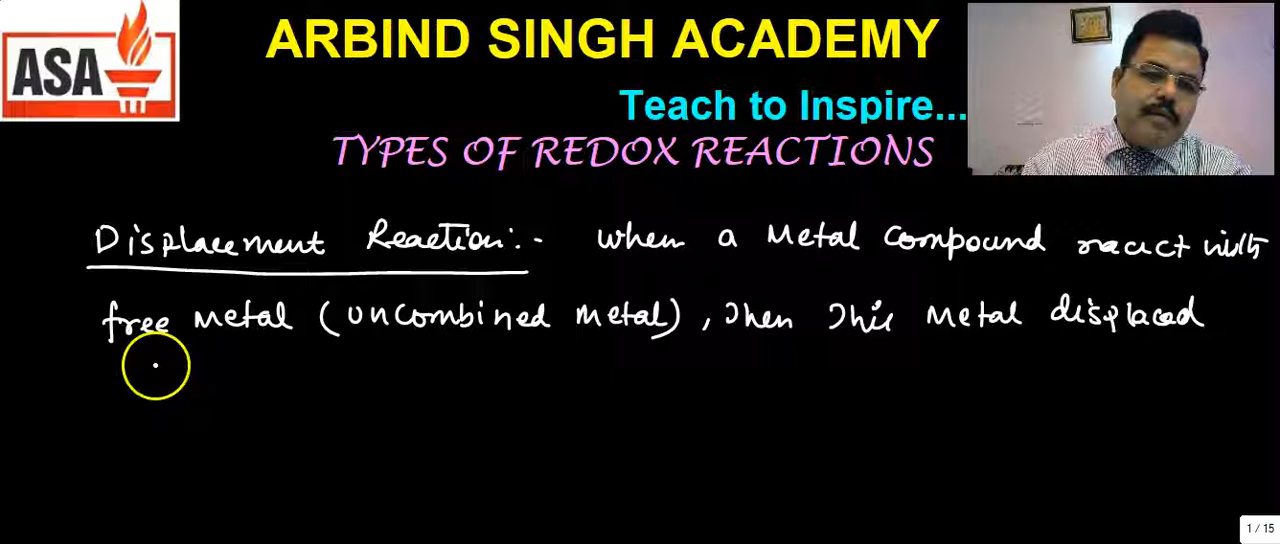 ASA
ARBIND SINGH ACADEMY
Teach to Inspire...
TYPES OF REDOX REACTIONS
Displacement Reaction:- when a Metal compound react with
free metal (uncombined metal), then this metal displaced
1 / 15